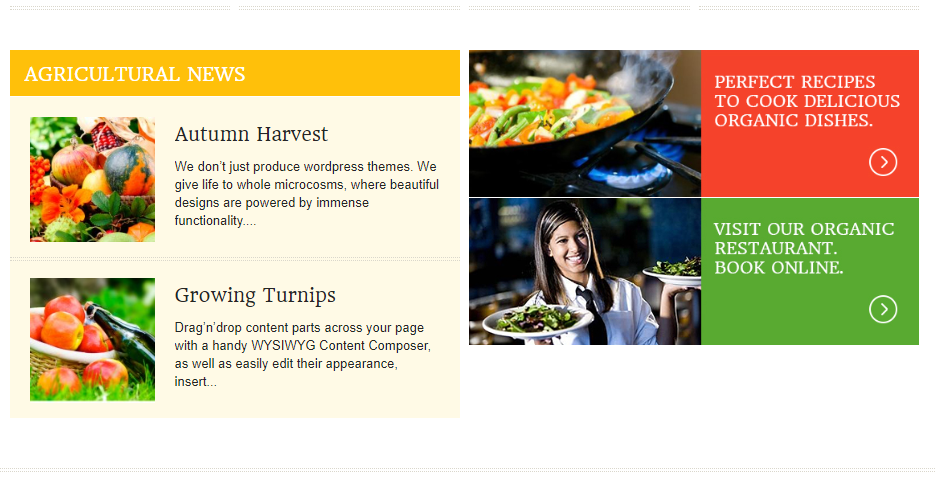 AGRICULTURAL NEWS
Autumn Harvest
We don't just produce wordpress themes. We
give life to whole microcosms, where beautiful
designs are powered by immense
functionality....
Growing Turnips
Drag'n'drop content parts across your page
with a handy WYSIWYG Content Composer,
as well as easily edit their appearance,
insert...
PERFECT RECIPES
TO COOK DELICIOUS
ORGANIC DISHES.
VISIT OUR ORGANIC
RESTAURANT.
BOOK ONLINE.